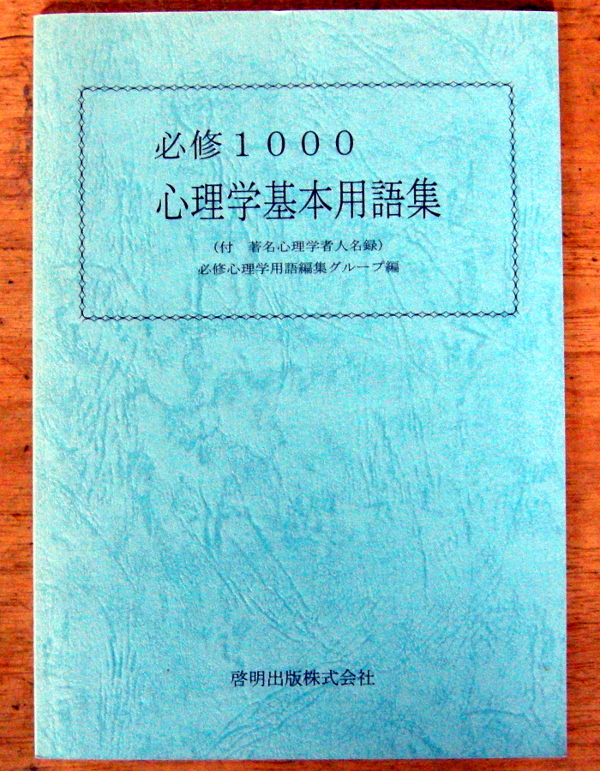 必修１０００
心理学基本用語集
（付　著名心理学者人名録）
必修心理学用語編集グループ編
啓明出版株式会社